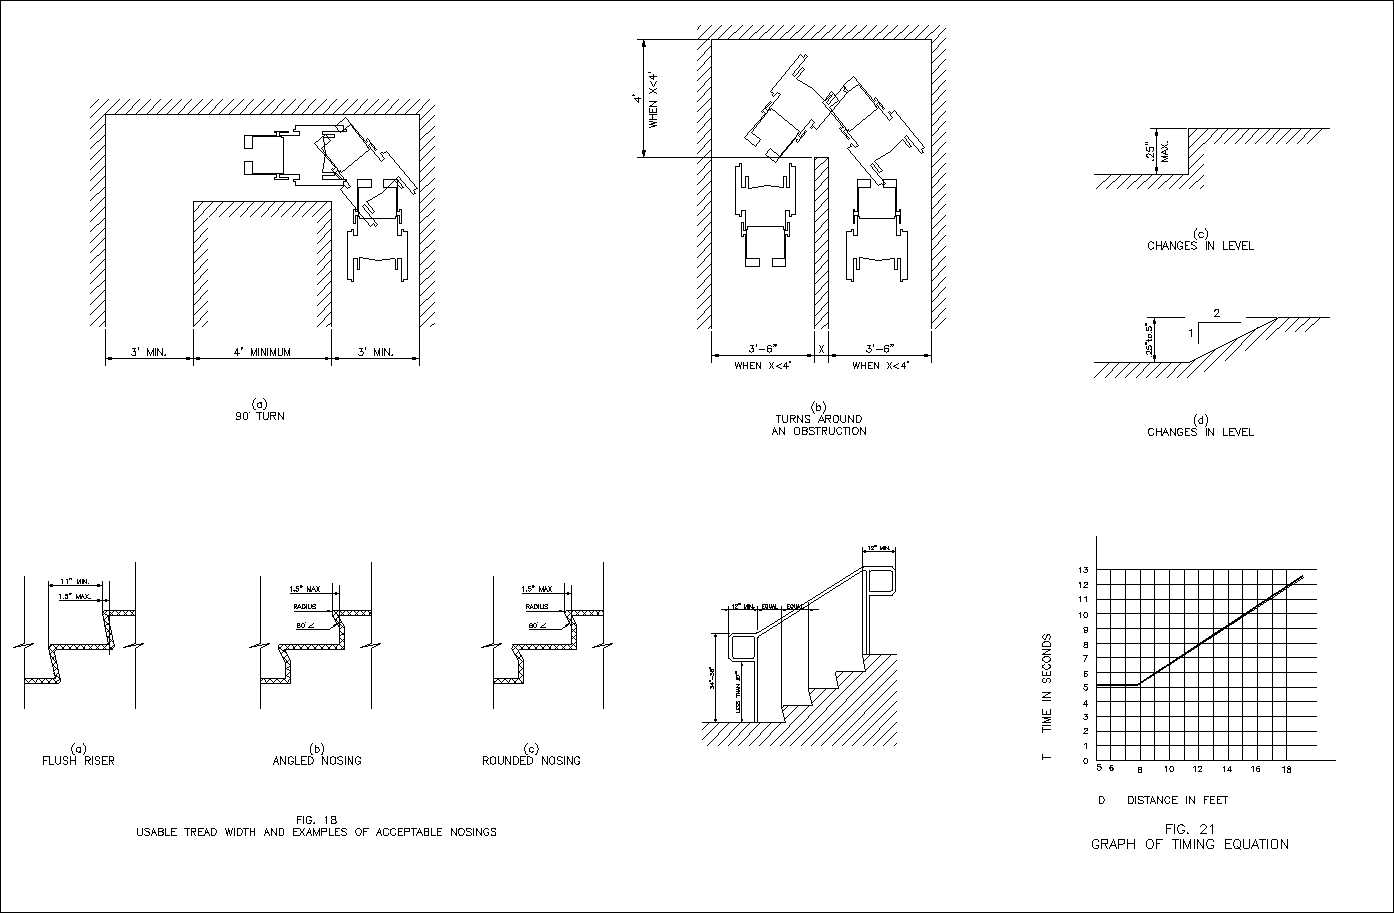 3' MIN.
4' MINIMUM
3' MIN.
(a)
90° TURN
4'
WHEN X<4'
3'-6"
X
3'-6"
WHEN X<4'
WHEN X<4'
(b)
TURNS AROUND
AN OBSTRUCTION
.25"
MAX.
(c)
CHANGES IN LEVEL
.25"to.5"
1
2
(d)
CHANGES IN LEVEL
11" MIN.
1.5" MAX.
(a)
FLUSH RISER
1.5" MAX
RADIUS
60°∠
(b)
ANGLED NOSING
1.5" MAX
RADIUS
60°∠
(c)
ROUNDED NOSING
FIG. 18
USABLE TREAD WIDTH AND EXAMPLES OF ACCEPTABLE NOSINGS
12" MIN.
12" MIN.
EQUAL
EQUAL
34"-38"
LESS THAN
T TIME IN SECONDS
13
12
11
10
9
8
7
6
5
4
3
2
1
0
5 6 8 10 12 14 16 18
D DISTANCE IN FEET
FIG. 21
GRAPH OF TIMING EQUATION